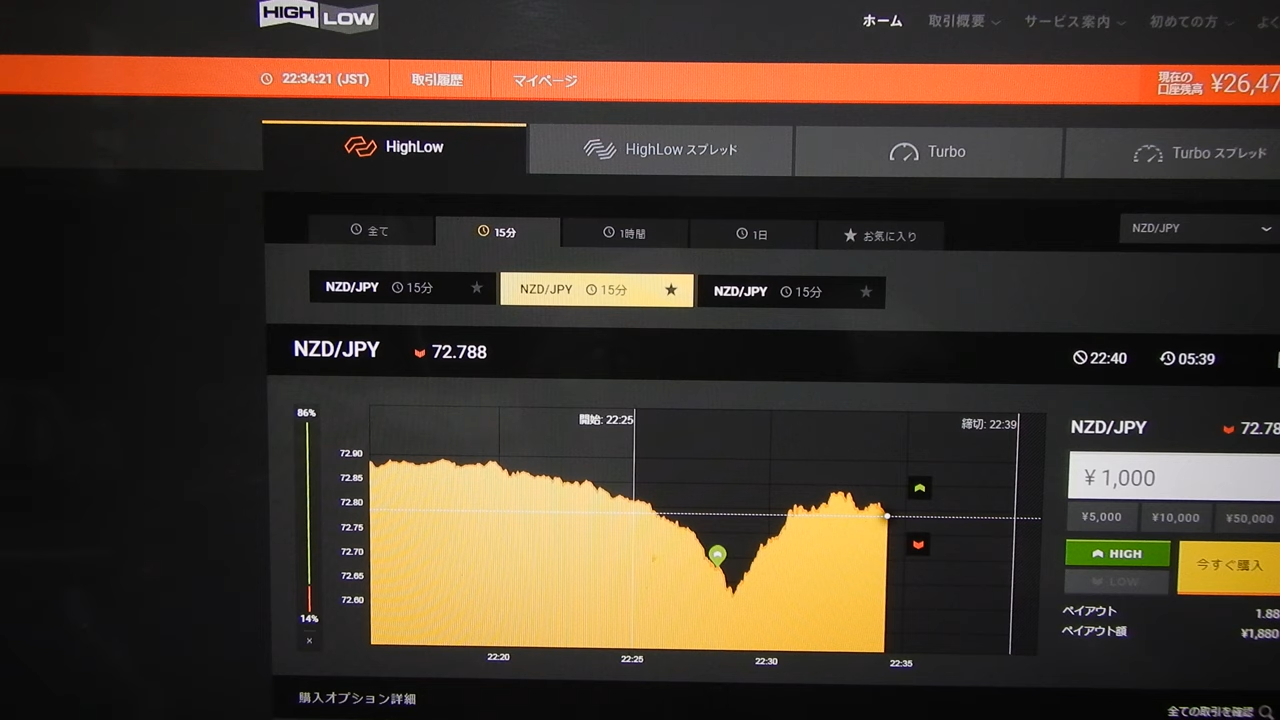 HIGH LOW
ホーム 取引概要 サービス案内 初めての方 よく
22:34:21 (JST) 取引履歴 マイページ 現在の口座残高 ¥26,47
HighLow HighLow スプレッド Turbo Turbo スプレッド
全て 15分 1時間 1日 お気に入り NZD/JPY
NZD/JPY 15分 NZD/JPY 15分 NZD/JPY 15分
NZD/JPY 72.788 22:40 05:39
86%
開始: 22:25
締切: 22:39
NZD/JPY 72.78
72.90
72.85
72.80
72.75
72.70
72.65
72.60
14%
×
22:20 22:25 22:30 22:35
¥ 1,000
¥5,000 ¥10,000 ¥50,000
HIGH
LOW
今すぐ購入
ペイアウト 1.88
ペイアウト額 ¥1,880
購入オプション詳細
全ての取引を確認